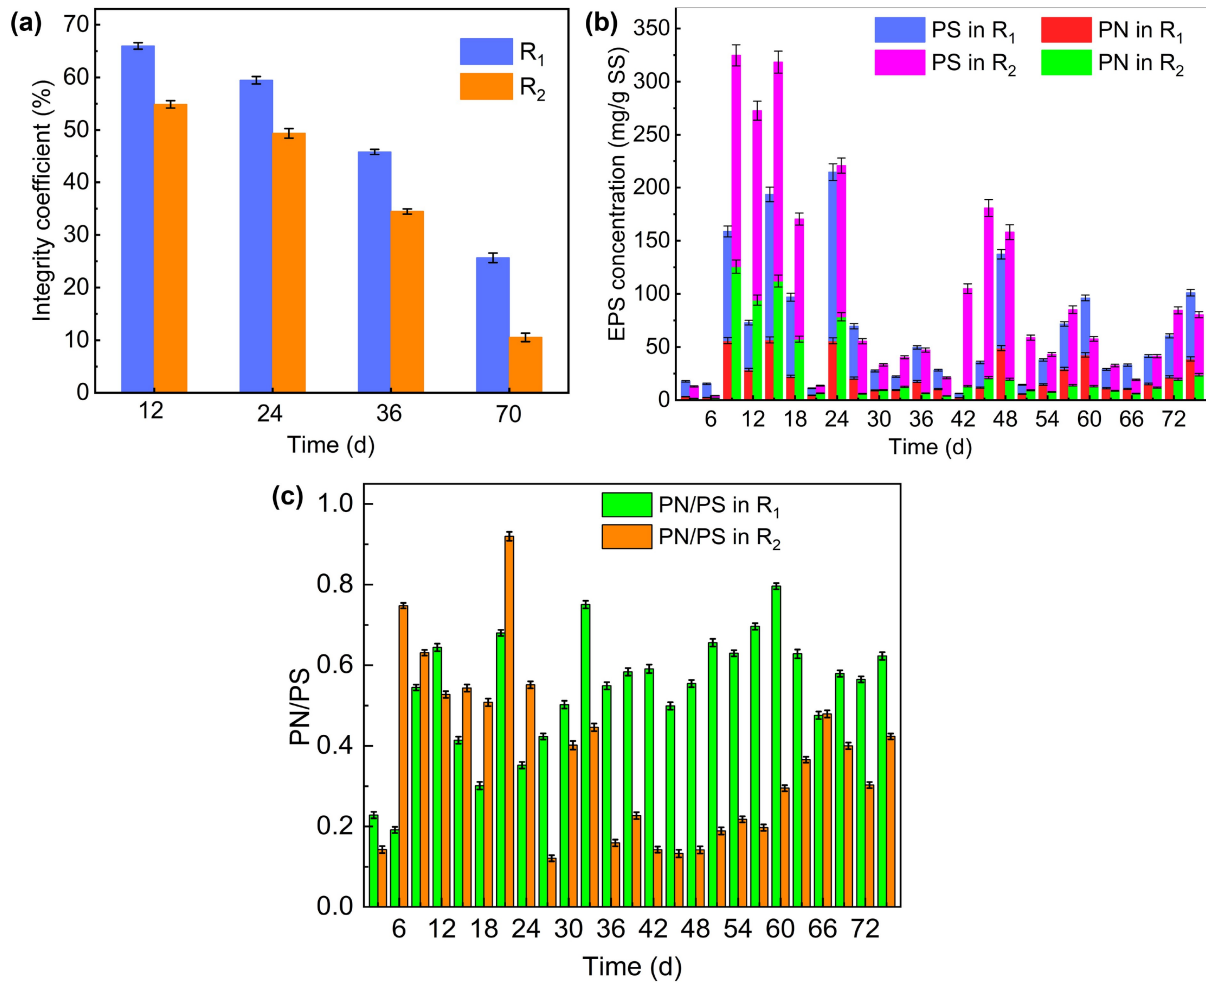 (a)
Integrity coefficient (%)
70
60
50
40
30
20
10
0
R₁
R₂
12 24 36 70
Time (d)
(b)
EPS concentration (mg/g SS)
350
300
250
200
150
100
50
0
PS in R₁ PN in R₁
PS in R₂ PN in R₂
6 12 18 24 30 36 42 48 54 60 66 72
Time (d)
(c)
PN/PS
1.0
0.8
0.6
0.4
0.2
0.0
PN/PS in R₁
PN/PS in R₂
6 12 18 24 30 36 42 48 54 60 66 72
Time (d)